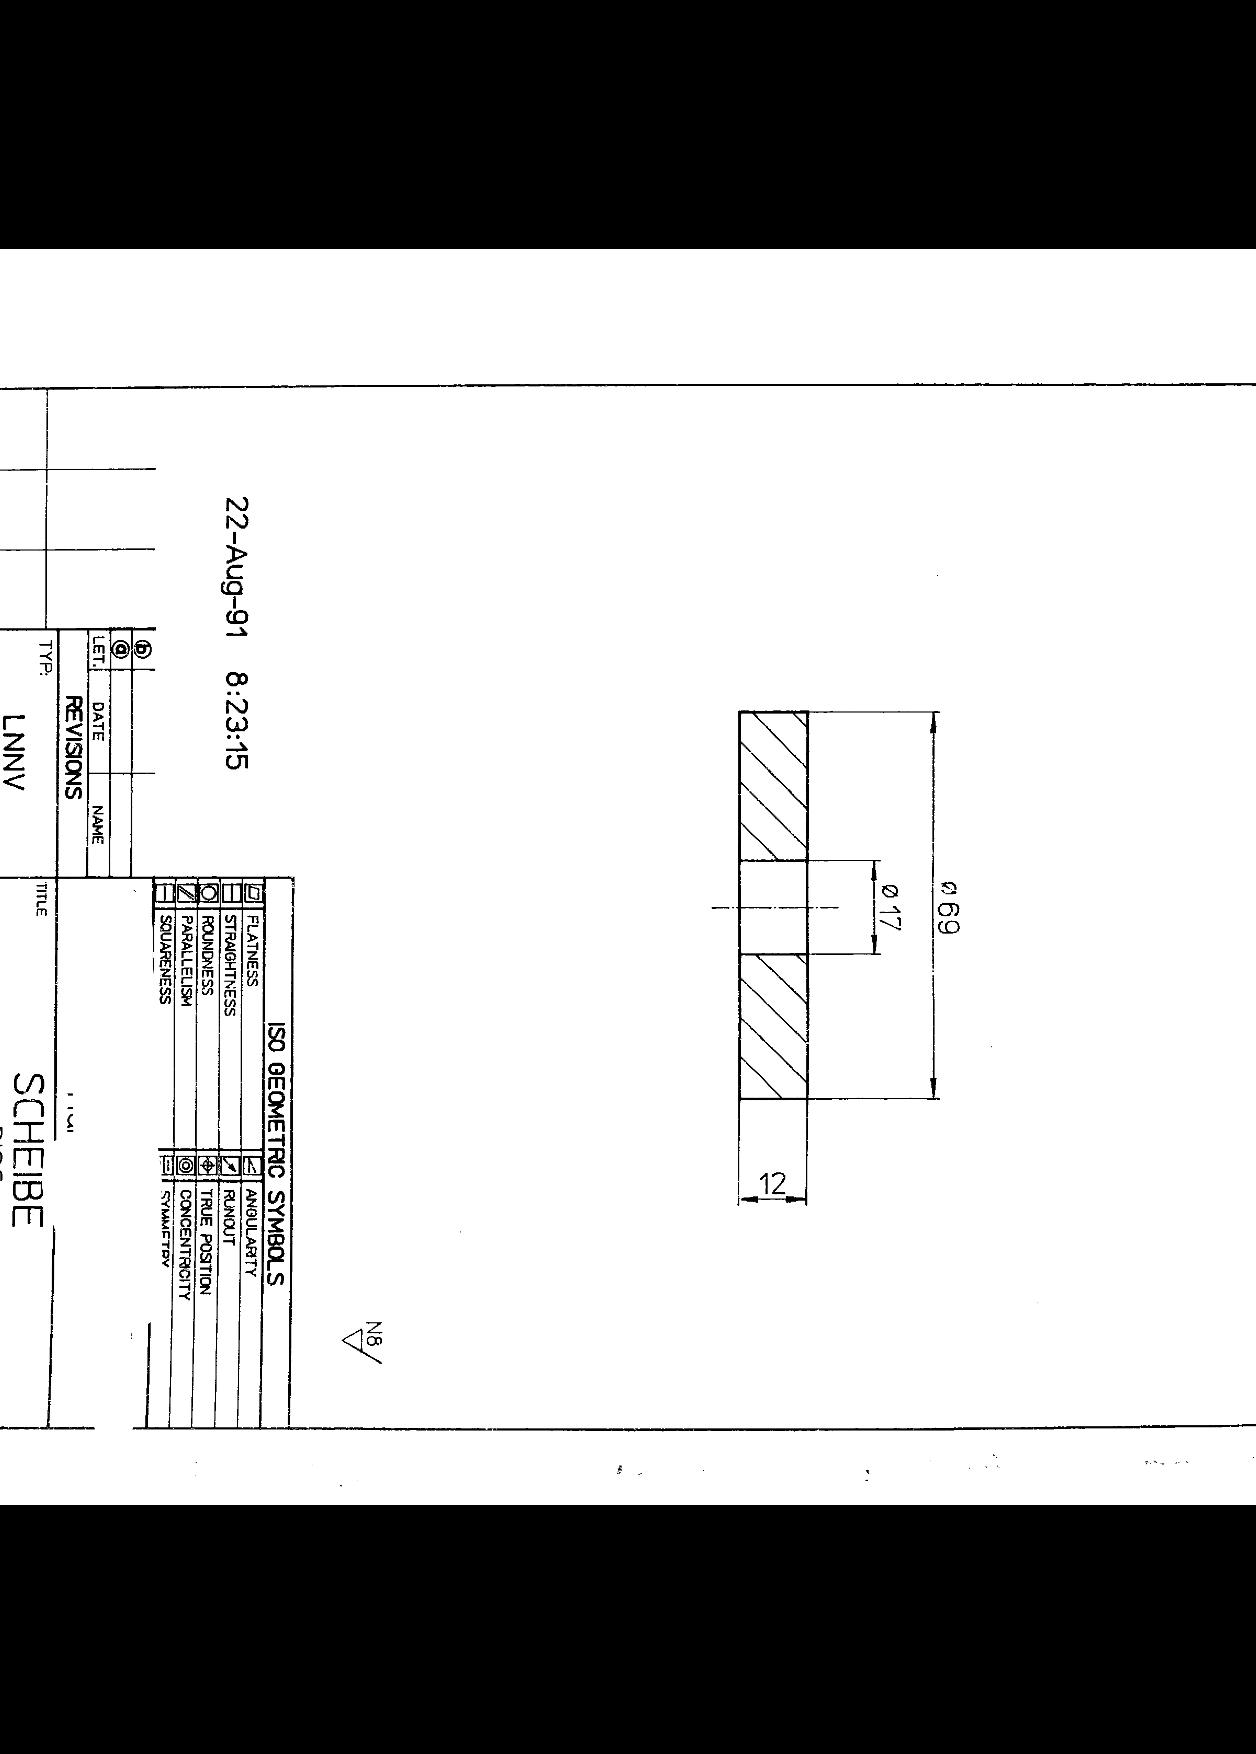 ø 69
ø 17
12
N8
22-Aug-91 8:23:15
ISO GEOMETRIC SYMBOLS
FLATNESS ANGULARITY
STRAIGHTNESS RUNOUT
ROUNDNESS TRUE POSITION
PARALLELISM CONCENTRICITY
SQUARENESS SYMMETRY
b
a
LET. DATE NAME
REVISIONS
TYP:
LNNV
TITLE
SCHEIBE